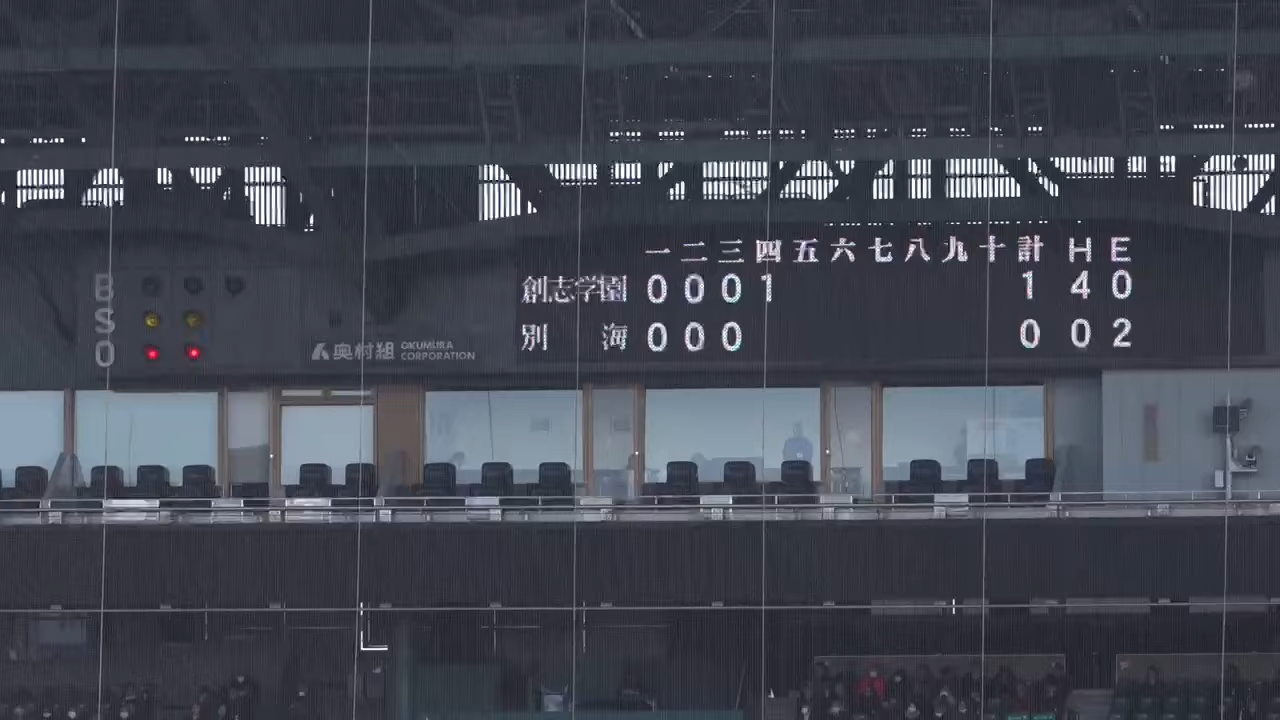 一 二 三 四 五 六 七 八 九 十 計 H E
創志学園 0 0 0 1 1 4 0
別海 0 0 0 0 0 2
B
S
O
奥村組 OKUMURA CORPORATION